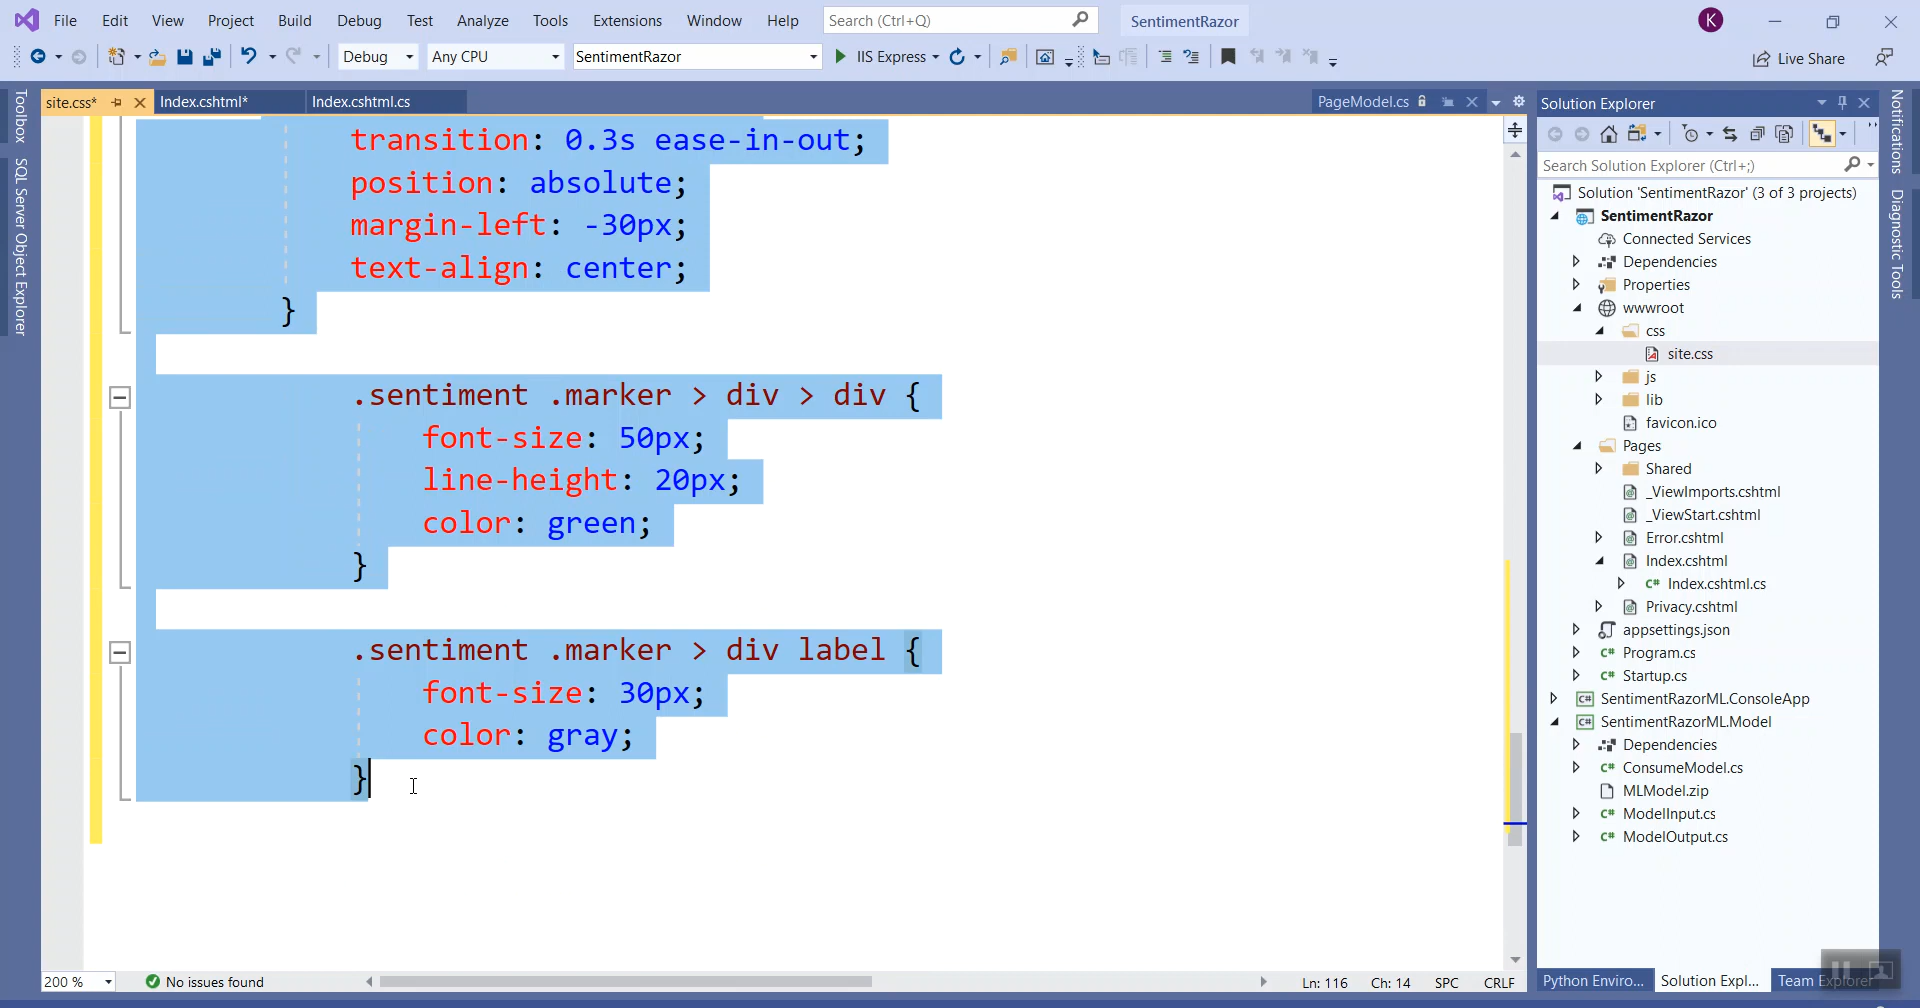 File Edit View Project Build Debug Test Analyze Tools Extensions Window Help Search (Ctrl+Q) SentimentRazor K
Debug Any CPU SentimentRazor IIS Express Live Share
site.css* Index.cshtml* Index.cshtml.cs PageModel.cs Solution Explorer
Toolbox
SQL Server Object Explorer
transition: 0.3s ease-in-out;
position: absolute;
margin-left: -30px;
text-align: center;
}
.sentiment .marker > div > div {
font-size: 50px;
line-height: 20px;
color: green;
}
.sentiment .marker > div label {
font-size: 30px;
color: gray;
}
Search Solution Explorer (Ctrl+;)
Solution 'SentimentRazor' (3 of 3 projects)
SentimentRazor
Connected Services
Dependencies
Properties
wwwroot
css
site.css
js
lib
favicon.ico
Pages
Shared
_ViewImports.cshtml
_ViewStart.cshtml
Error.cshtml
Index.cshtml
C# Index.cshtml.cs
Privacy.cshtml
appsettings.json
C# Program.cs
C# Startup.cs
C# SentimentRazorML.ConsoleApp
C# SentimentRazorML.Model
Dependencies
C# ConsumeModel.cs
MLModel.zip
C# ModelInput.cs
C# ModelOutput.cs
Notifications
Diagnostic Tools
200 % No issues found Ln: 116 Ch: 14 SPC CRLF
Python Enviro... Solution Expl... Team Explorer